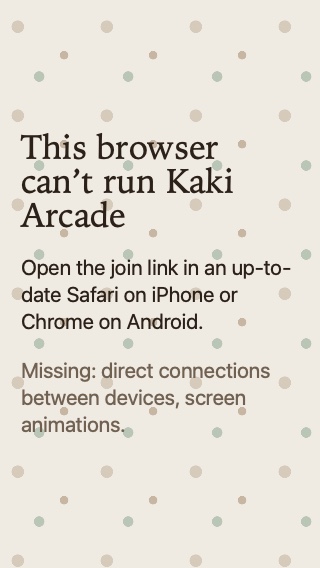 This browser
can’t run Kaki
Arcade
Open the join link in an up-to-
date Safari on iPhone or
Chrome on Android.
Missing: direct connections
between devices, screen
animations.